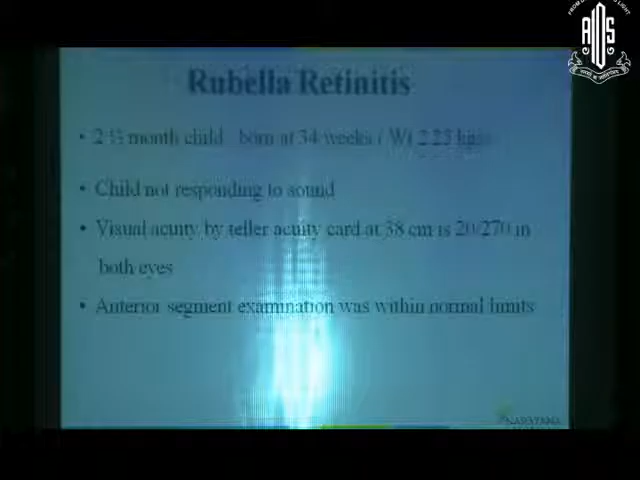 AIOS
Rubella Retinitis
• 2 ½ month child born at 34 weeks ( W) 2.25
• Child not responding to sound
• Visual acuity by teller acuity card at 38 cm is 20/270 in
both eyes
• Anterior segment examination was within normal limits
NARAYANA